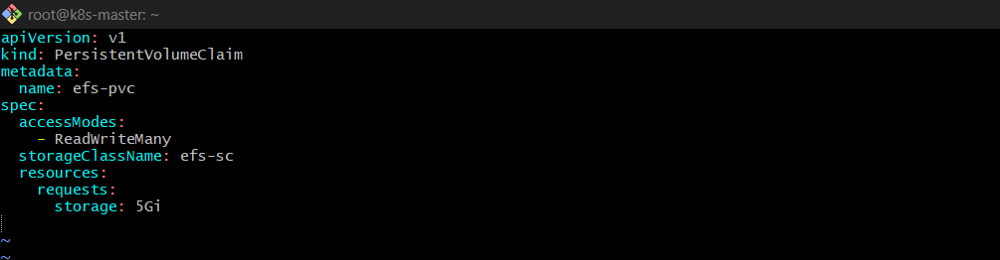 root@k8s-master: ~
apiVersion: v1
kind: PersistentVolumeClaim
metadata:
  name: efs-pvc
spec:
  accessModes:
    - ReadWriteMany
  storageClassName: efs-sc
  resources:
    requests:
      storage: 5Gi
~
~